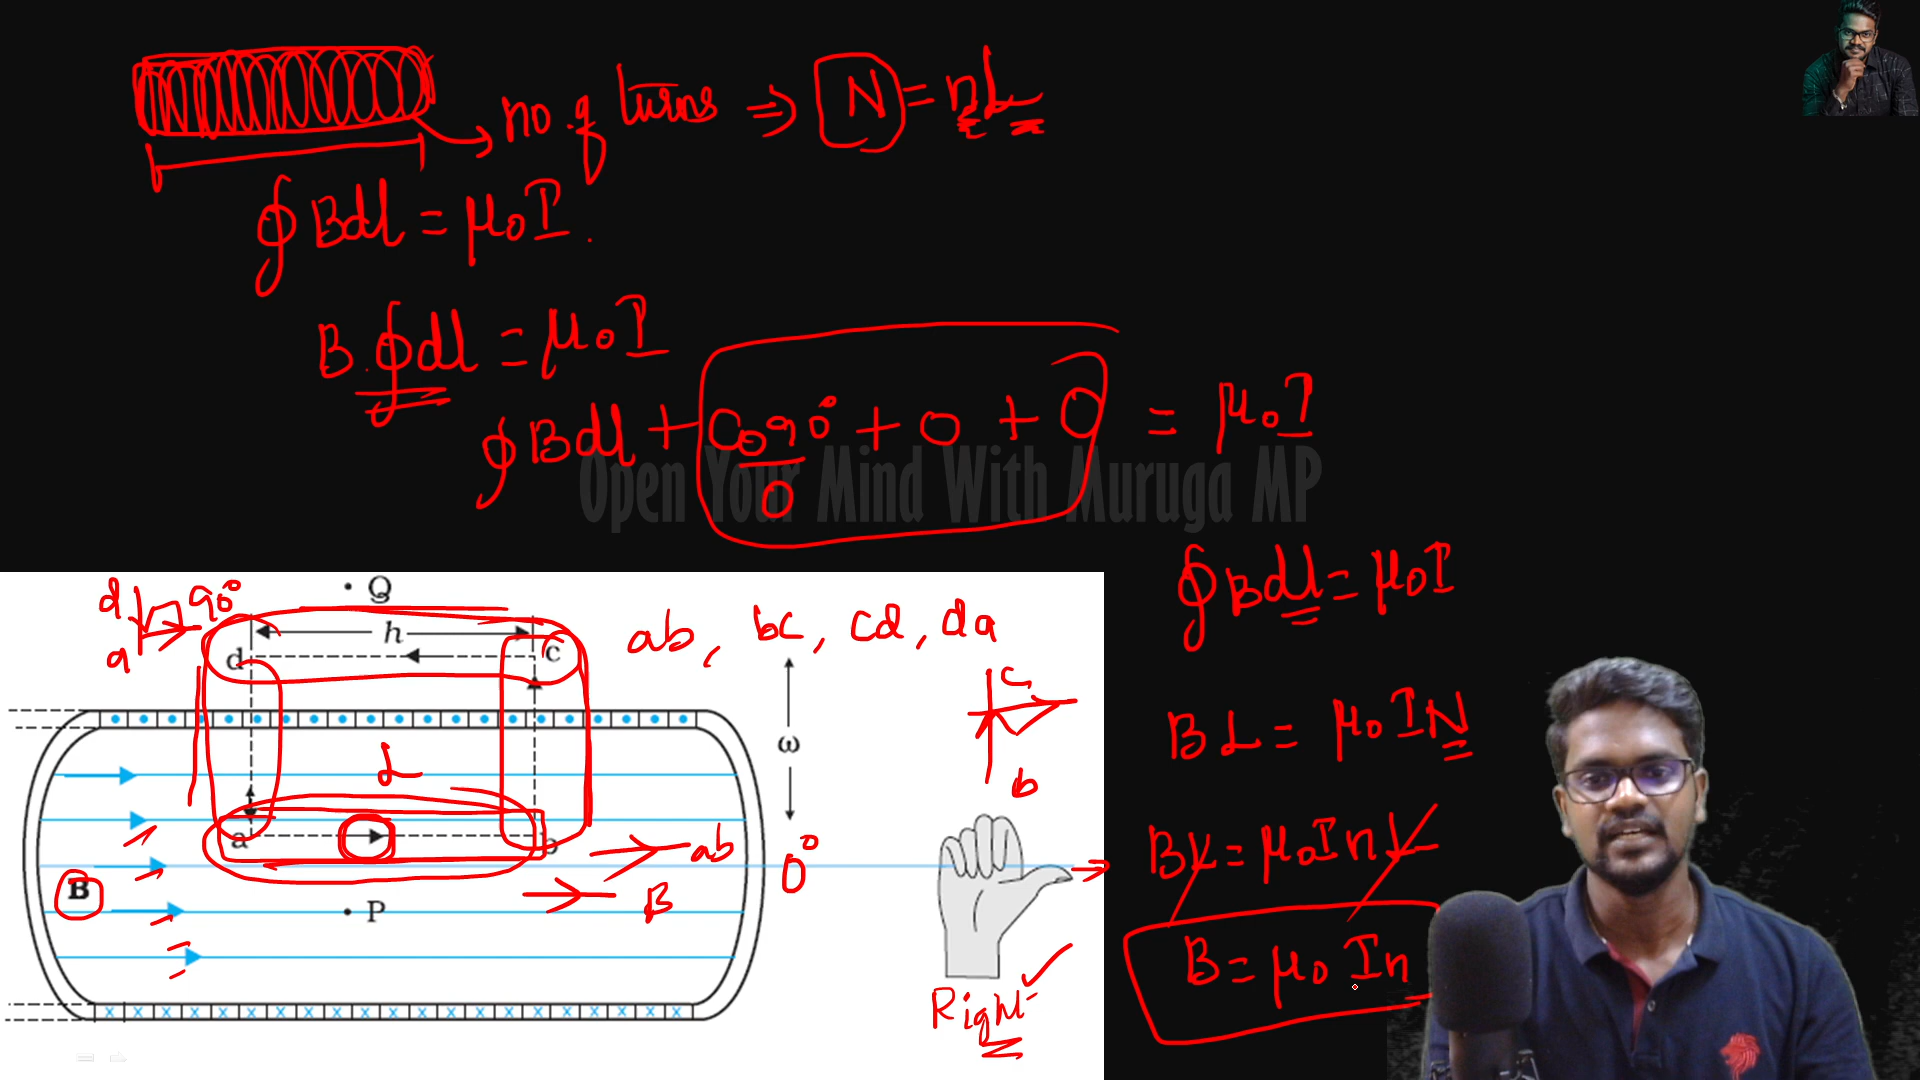 no. of turns ⇒ N = nL
∮Bdl = μ₀I.
B.∮dl = μ₀I
∮Bdl + Cos90° + 0 + 0 = μ₀I
0
Open Your Mind With Muruga MP
∮Bdl = μ₀I
BL = μ₀IN
BL = μ₀InL
B = μ₀In
d 90°
a
Q
h
ab, bc, cd, da
d c
c
b
ω
L
a b
ab
0°
B
B
P
Right